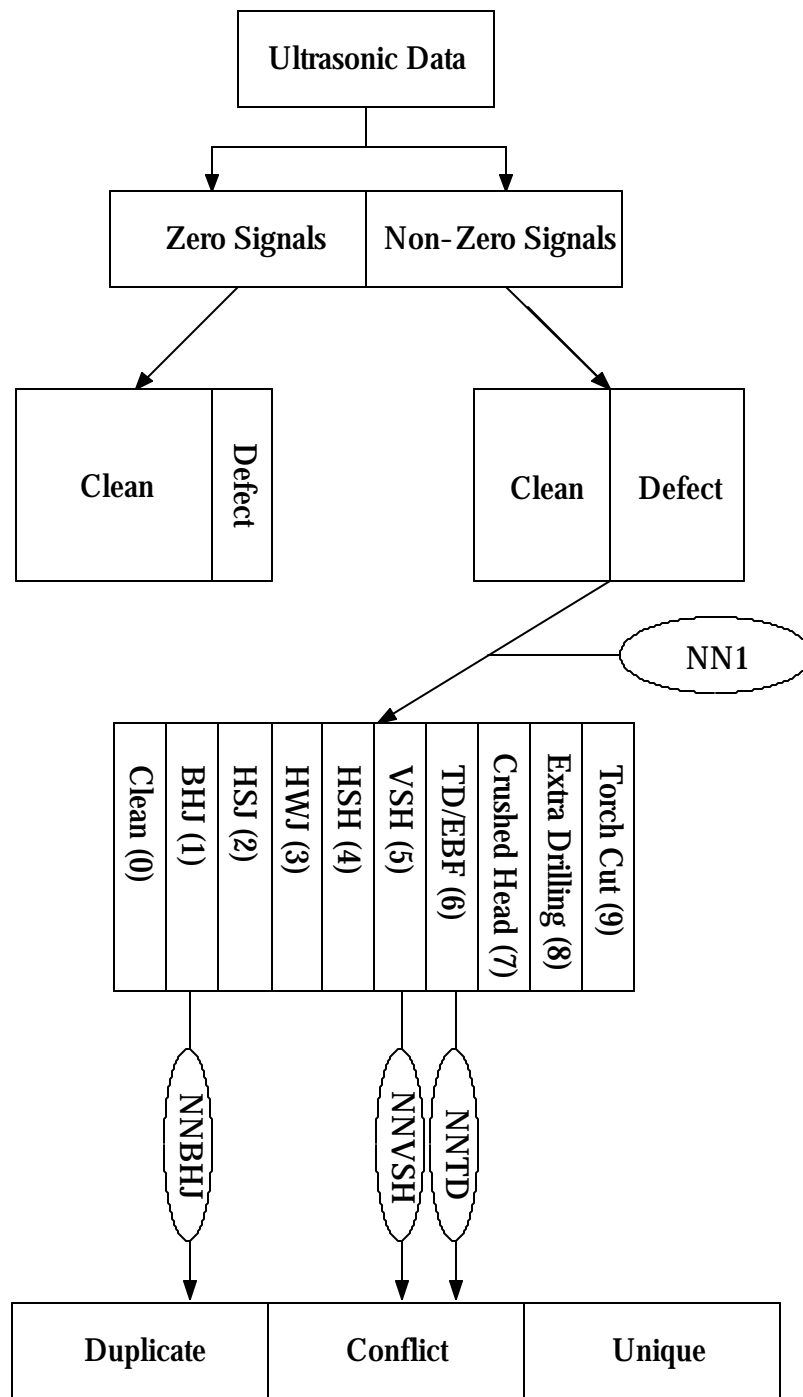 Ultrasonic Data
Zero Signals
Non-Zero Signals
Clean
Defect
Clean
Defect
NN1
Clean (0)
BHJ (1)
HSJ (2)
HWJ (3)
HSH (4)
VSH (5)
TD/EBF (6)
Crushed Head (7)
Extra Drilling (8)
Torch Cut (9)
NNBHJ
NNVSH
NNTD
Duplicate
Conflict
Unique